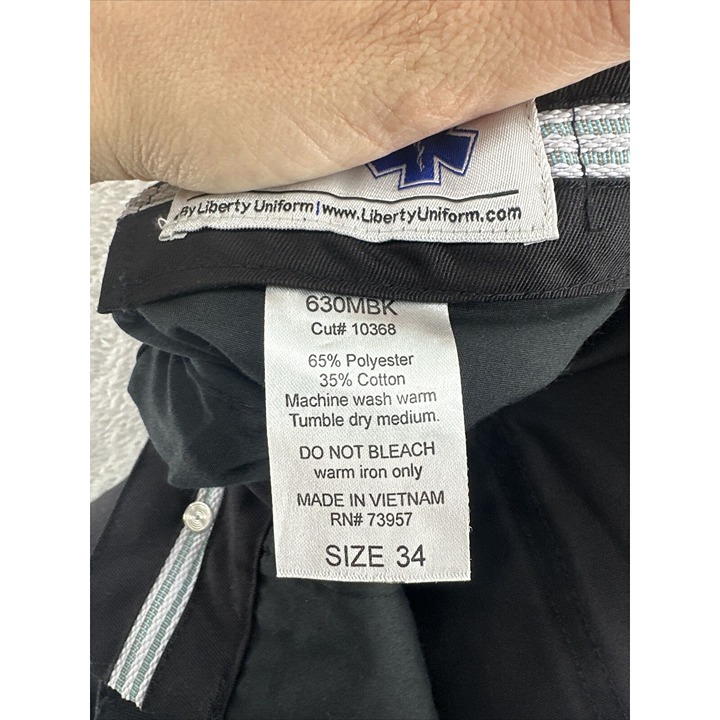 By Liberty Uniform|www.LibertyUniform.com
630MBK
Cut# 10368
65% Polyester
35% Cotton
Machine wash warm
Tumble dry medium.
DO NOT BLEACH
warm iron only
MADE IN VIETNAM
RN# 73957
SIZE 34